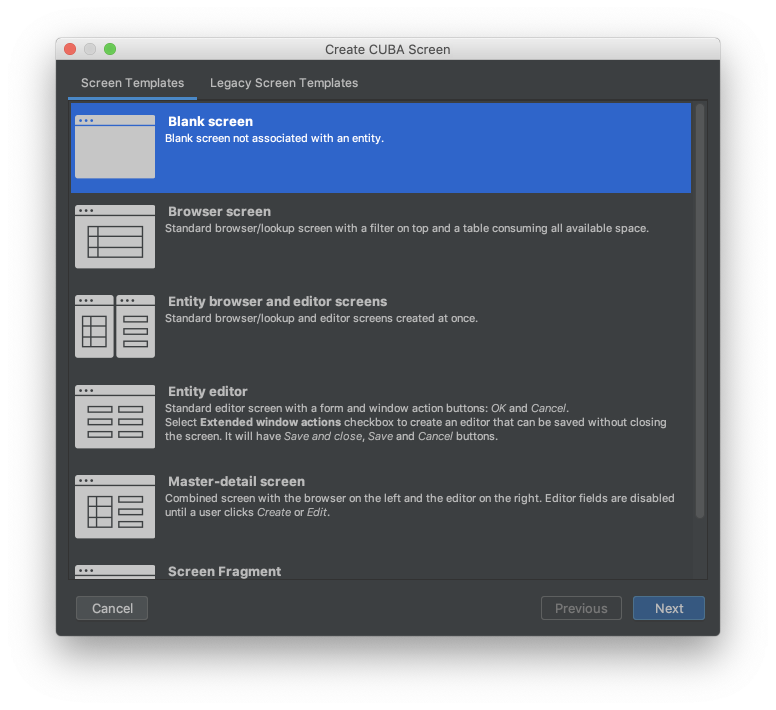 Create CUBA Screen
Screen Templates
Legacy Screen Templates
Blank screen
Blank screen not associated with an entity.
Browser screen
Standard browser/lookup screen with a filter on top and a table consuming all available space.
Entity browser and editor screens
Standard browser/lookup and editor screens created at once.
Entity editor
Standard editor screen with a form and window action buttons: OK and Cancel.
Select Extended window actions checkbox to create an editor that can be saved without closing
the screen. It will have Save and close, Save and Cancel buttons.
Master-detail screen
Combined screen with the browser on the left and the editor on the right. Editor fields are disabled
until a user clicks Create or Edit.
Screen Fragment
Cancel
Previous
Next